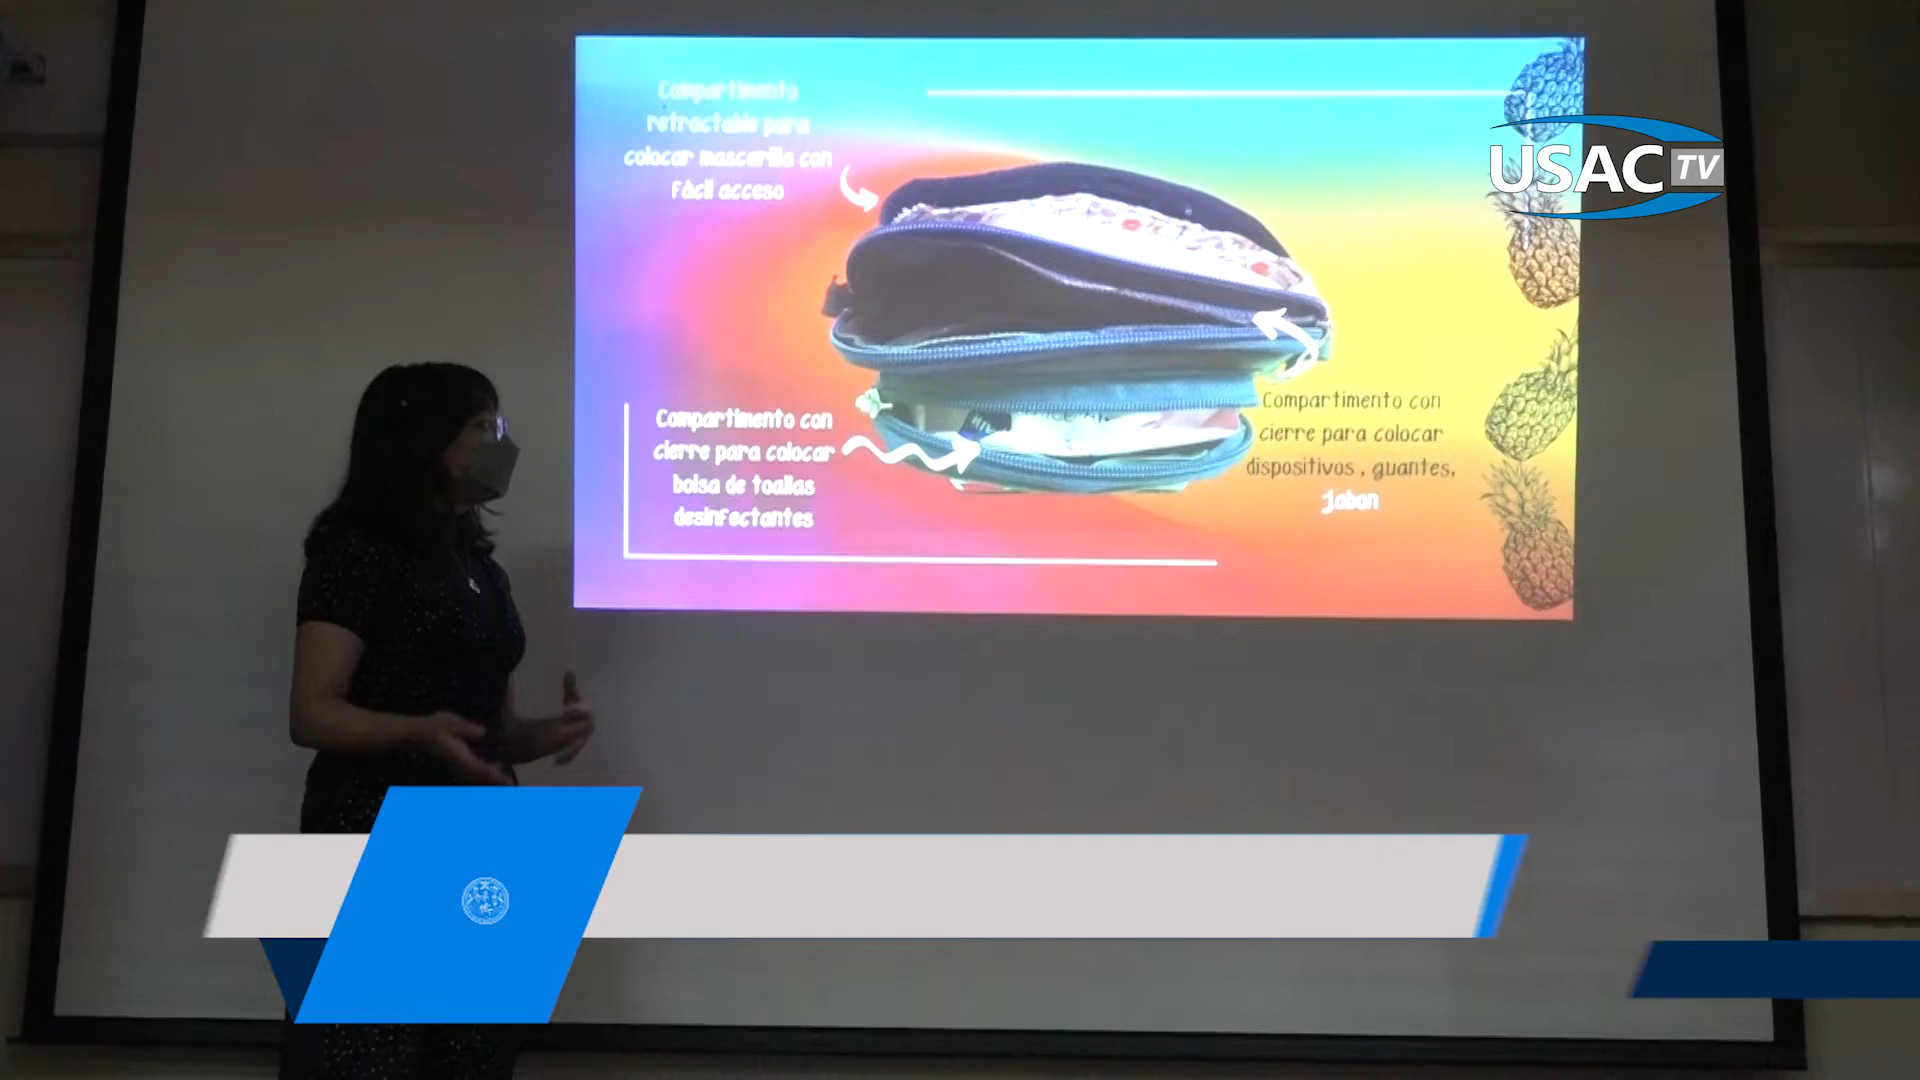 Compartimento
retractable para
colocar mascarilla con
fácil acceso
USAC TV
Compartimento con
cierre para colocar
bolsa de toallas
desinfectantes
Compartimento con
cierre para colocar
dispositivos , guantes,
jabon